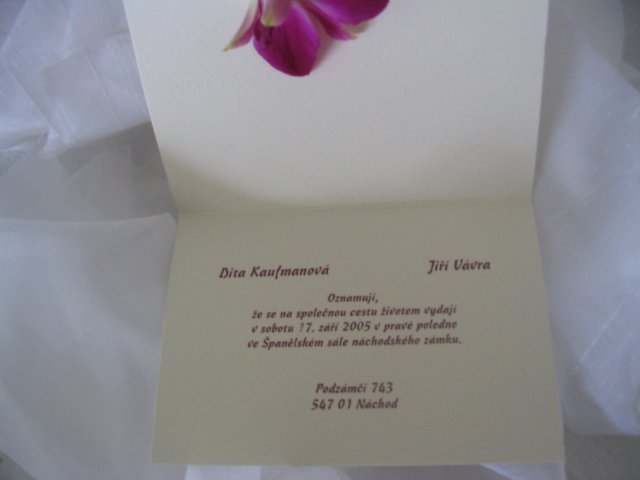 Dita Kaufmanová Jiří Vávra
Oznamují,
že se na společnou cestu životem vydají
v sobotu 17. září 2005 v pravé poledne
ve Španělském sále náchodského zámku.
Podzámčí 743
547 01 Náchod